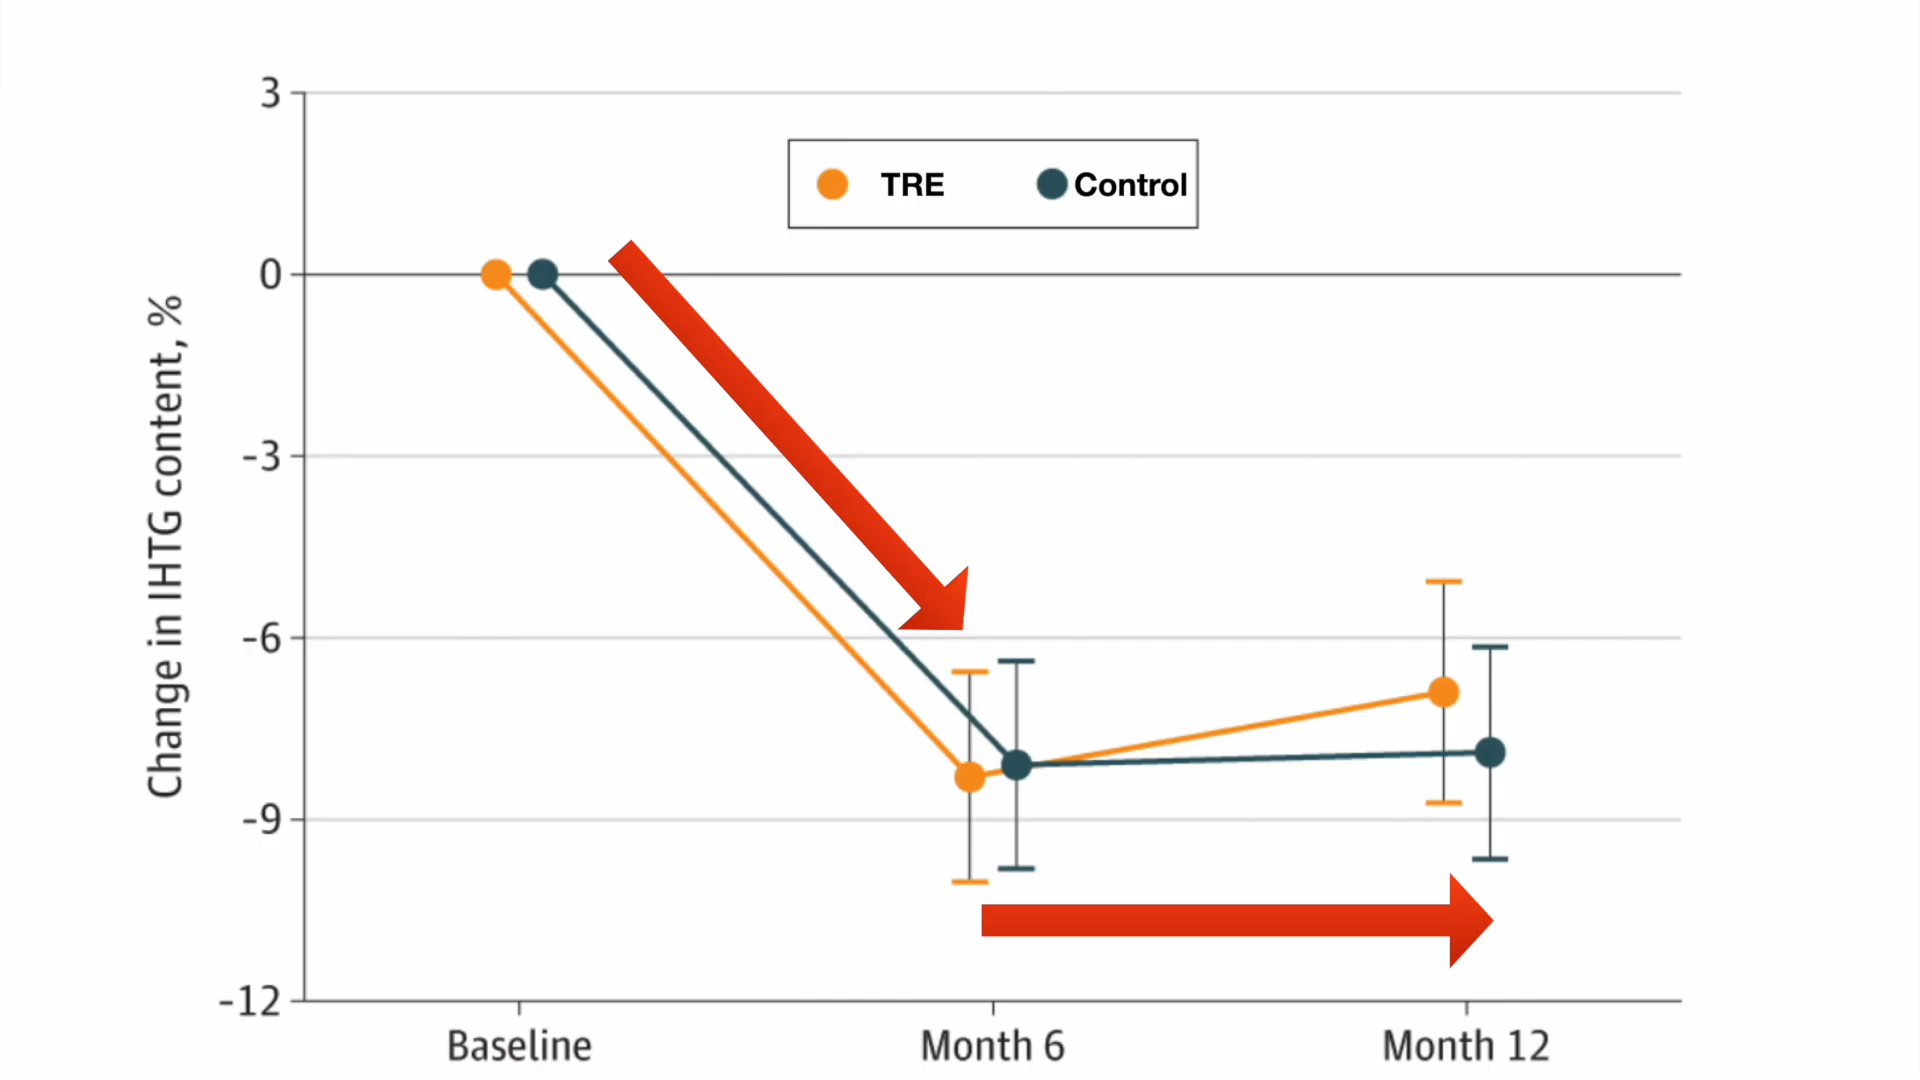 3
TRE
Control
0
-3
-6
-9
-12
Change in IHTG content, %
Baseline
Month 6
Month 12